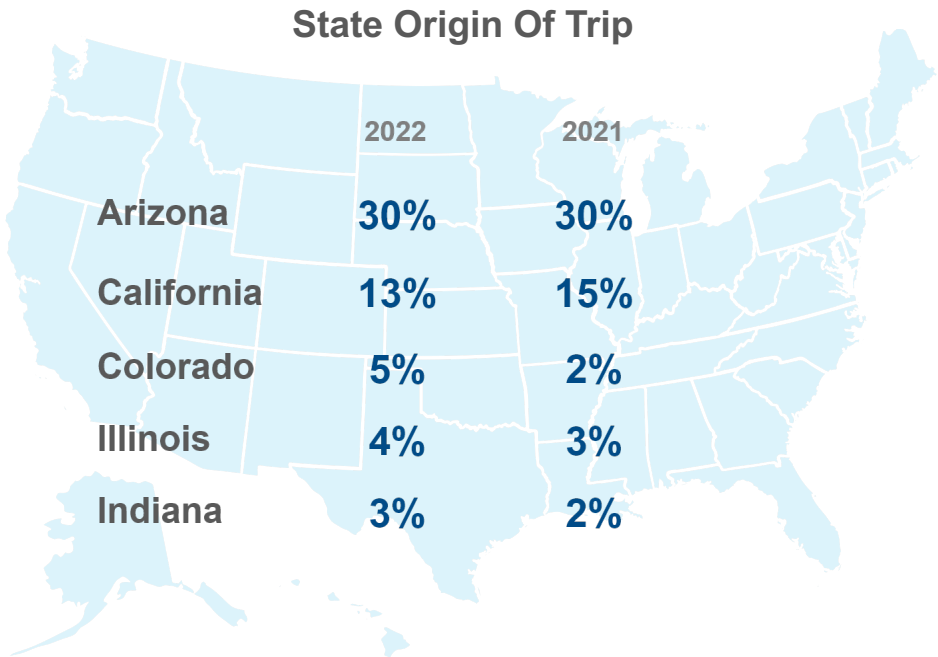 State Origin Of Trip
2022 2021
Arizona 30% 30%
California 13% 15%
Colorado 5% 2%
Illinois 4% 3%
Indiana 3% 2%